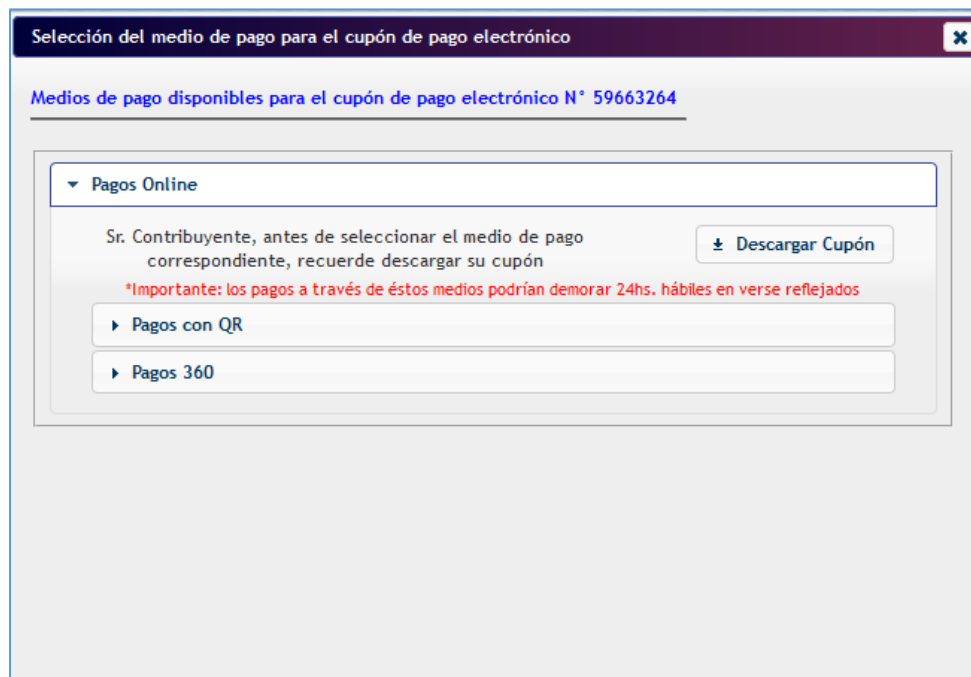 Selección del medio de pago para el cupón de pago electrónico
Medios de pago disponibles para el cupón de pago electrónico N° 59663264
Pagos Online
Sr. Contribuyente, antes de seleccionar el medio de pago
correspondiente, recuerde descargar su cupón
Descargar Cupón
*Importante: los pagos a través de éstos medios podrían demorar 24hs. hábiles en verse reflejados
Pagos con QR
Pagos 360